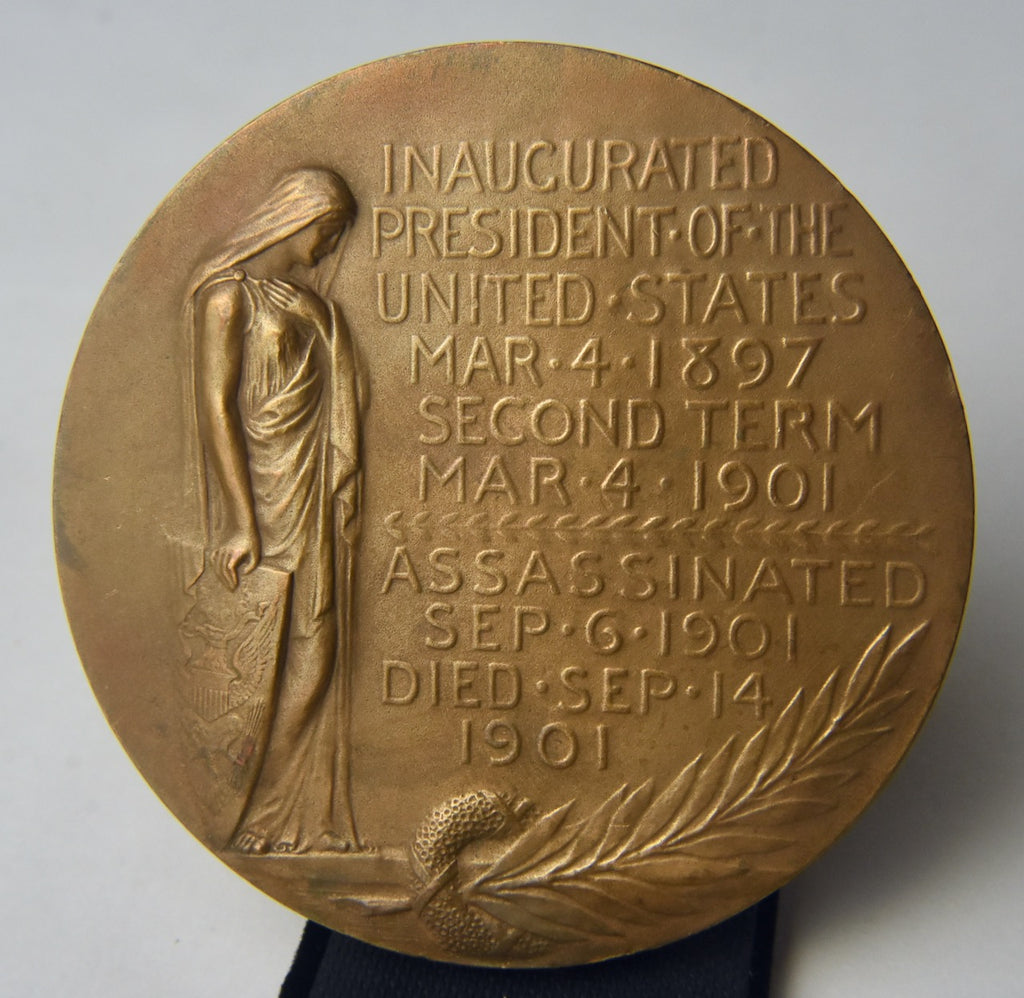 INAUGURATED
PRESIDENT·OF·THE
UNITED·STATES
MAR·4·1897
SECOND TERM
MAR·4·1901
ASSASSINATED
SEP·6·1901
DIED·SEP·14
1901